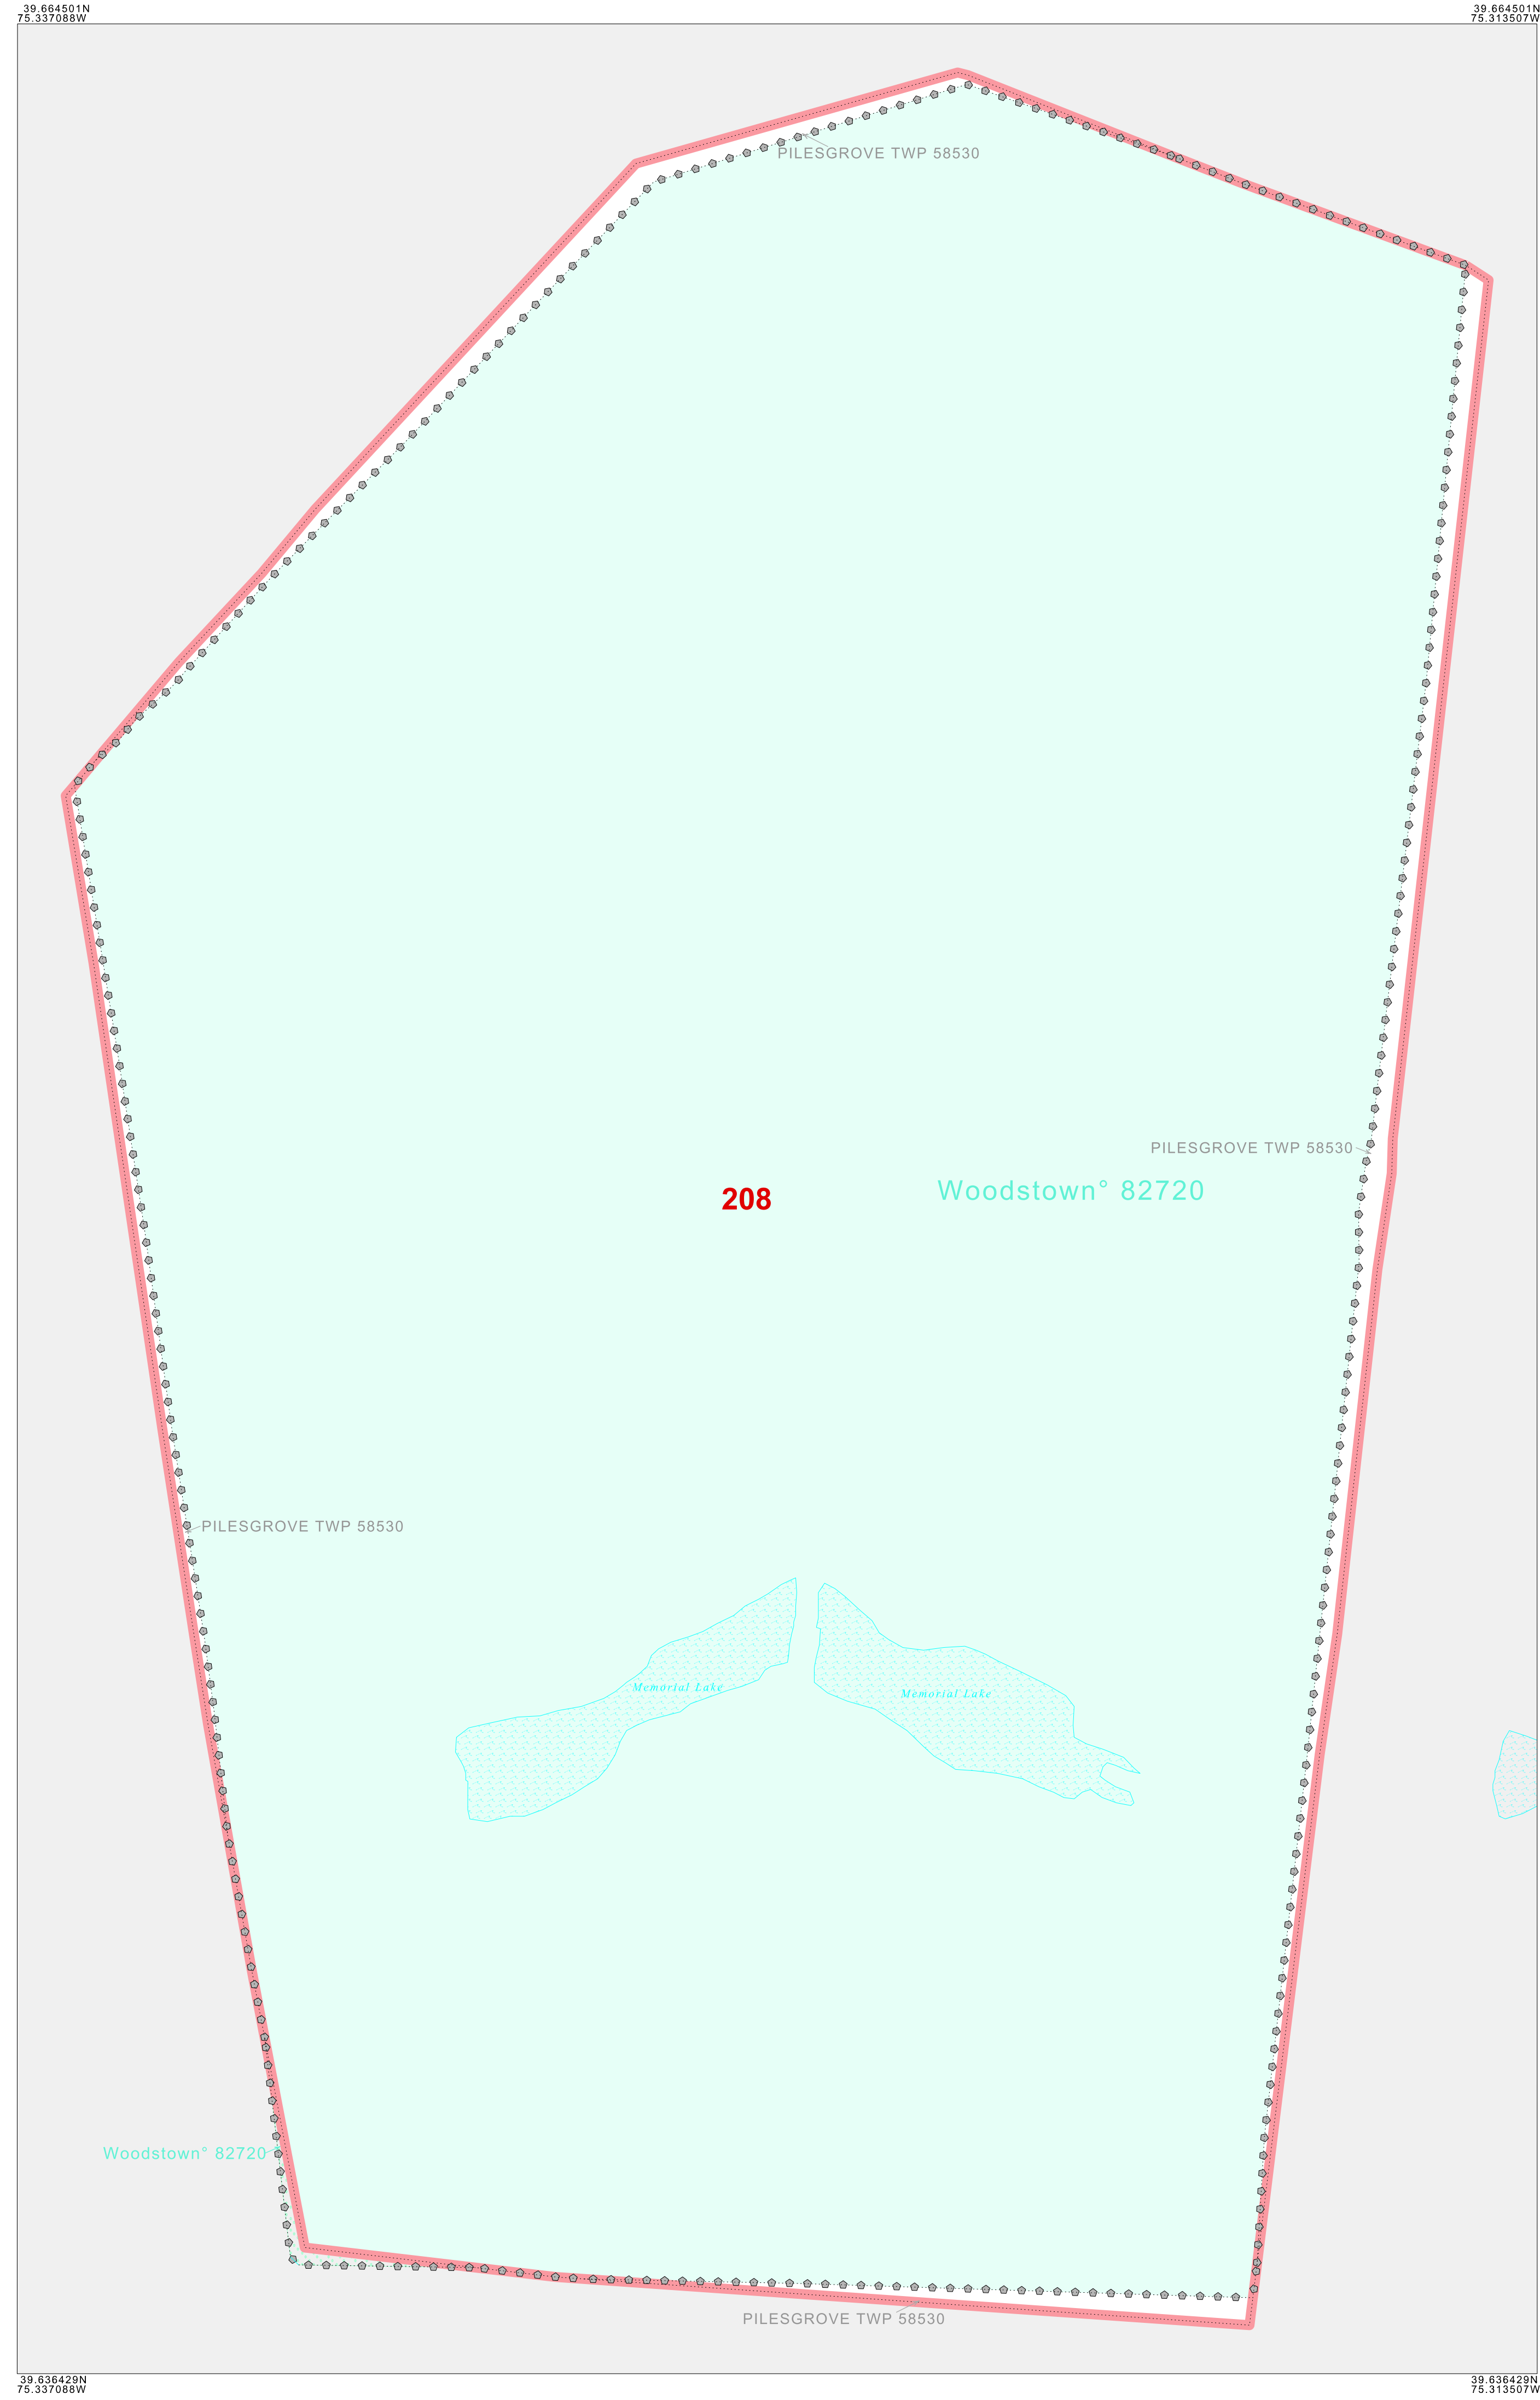 39.664501N
75.337088W
39.664501N
75.313507W
PILESGROVE TWP 58530
PILESGROVE TWP 58530
208
Woodstown° 82720
PILESGROVE TWP 58530
Memorial Lake
Memorial Lake
Woodstown° 82720
PILESGROVE TWP 58530
39.636429N
75.337088W
39.636429N
75.313507W